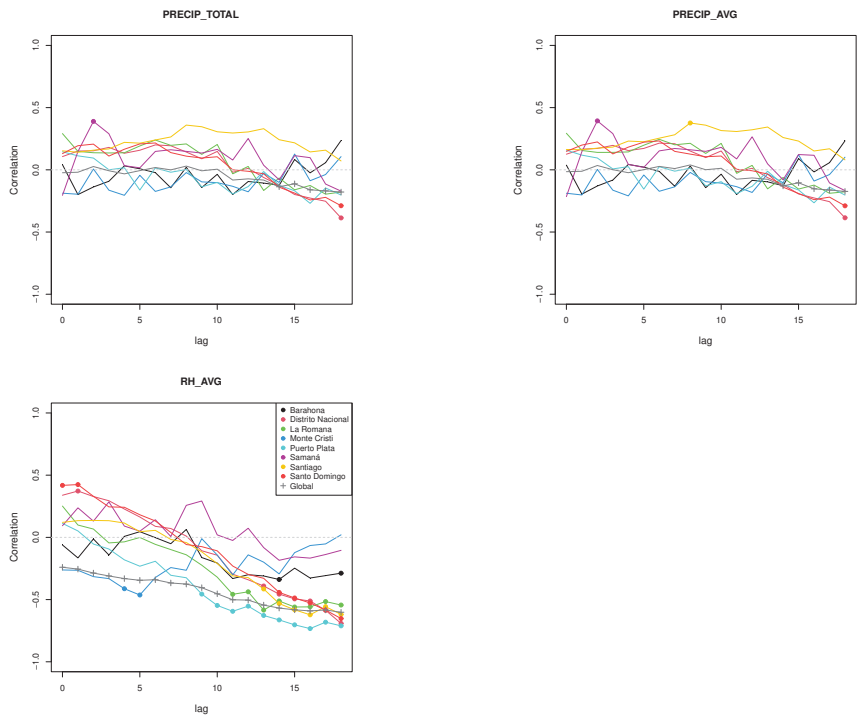 PRECIP_TOTAL
PRECIP_AVG
Correlation
1.0
0.5
0.0
−0.5
−1.0
0
5
10
15
lag
Correlation
1.0
0.5
0.0
−0.5
−1.0
0
5
10
15
lag
RH_AVG
Correlation
1.0
0.5
0.0
−0.5
−1.0
0
5
10
15
lag
Barahona
Distrito Nacional
La Romana
Monte Cristi
Puerto Plata
Samaná
Santiago
Santo Domingo
Global